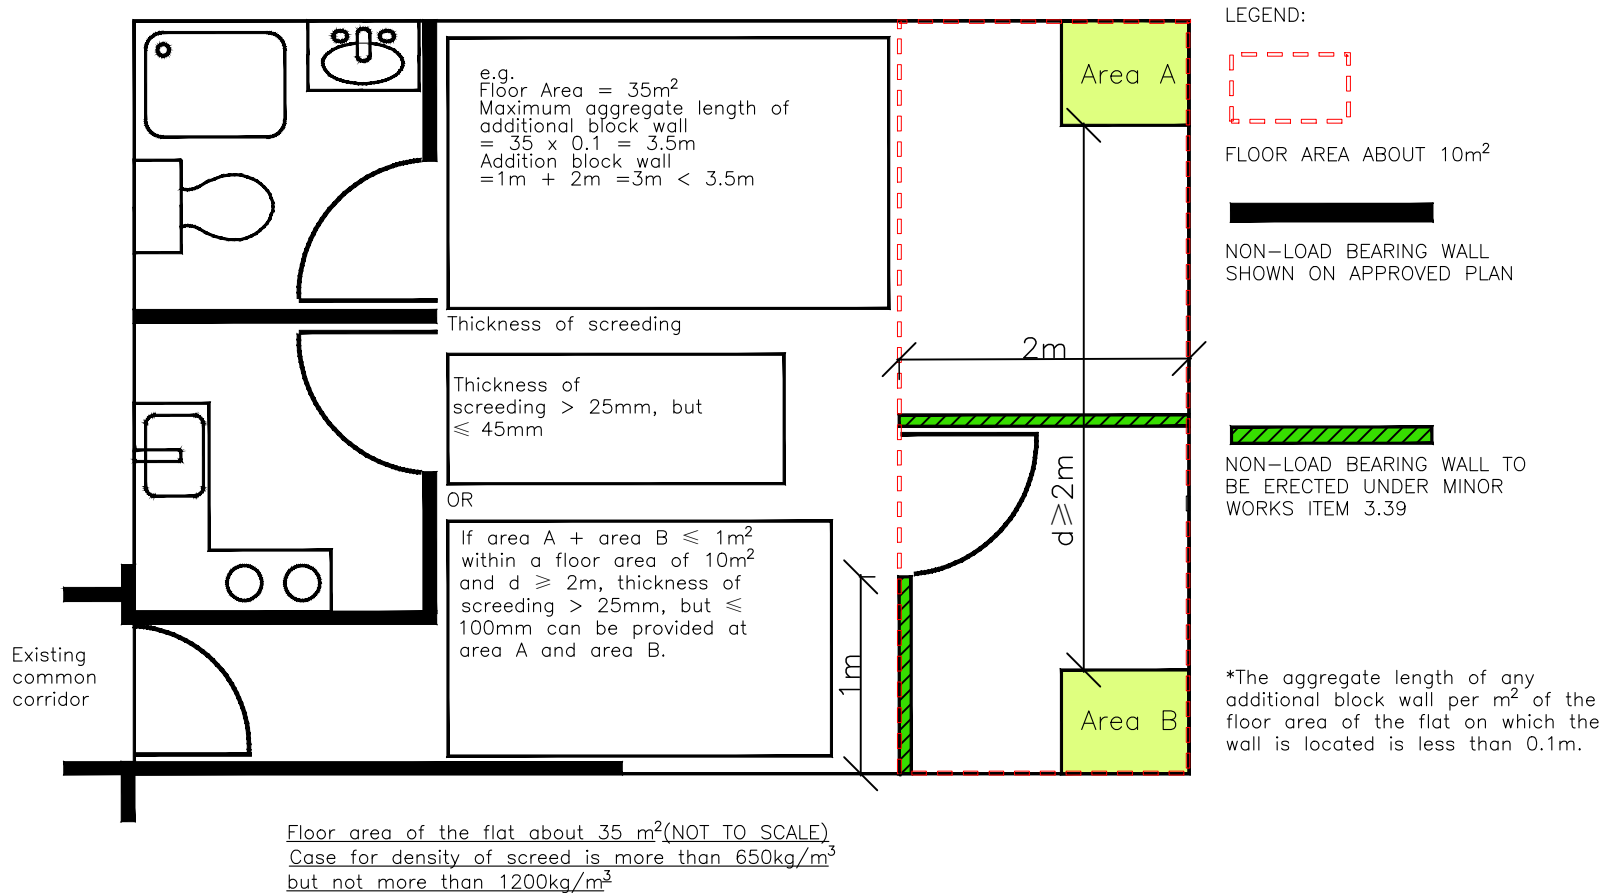 e.g.
Floor Area = 35m²
Maximum aggregate length of
additional block wall
= 35 x 0.1 = 3.5m
Addition block wall
=1m + 2m =3m < 3.5m
Thickness of screeding
Thickness of
screeding > 25mm, but
⩽ 45mm
OR
If area A + area B ⩽ 1m²
within a floor area of 10m²
and d ⩾ 2m, thickness of
screeding > 25mm, but ⩽
100mm can be provided at
area A and area B.
Existing
common
corridor
1m
Area A
2m
d⩾2m
Area B
LEGEND:
FLOOR AREA ABOUT 10m²
NON-LOAD BEARING WALL
SHOWN ON APPROVED PLAN
NON-LOAD BEARING WALL TO
BE ERECTED UNDER MINOR
WORKS ITEM 3.39
*The aggregate length of any
additional block wall per m² of the
floor area of the flat on which the
wall is located is less than 0.1m.
Floor area of the flat about 35 m²(NOT TO SCALE)
Case for density of screed is more than 650kg/m³
but not more than 1200kg/m³